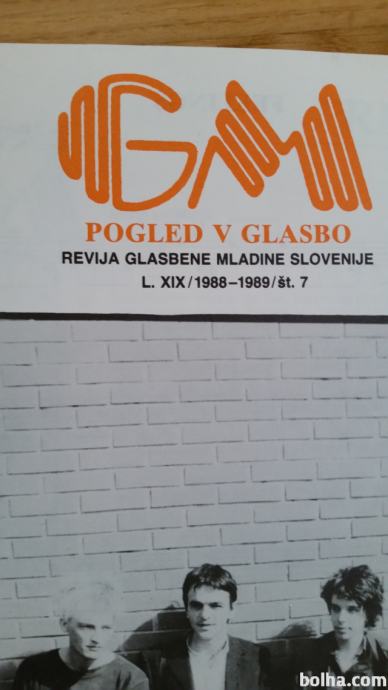 GM
POGLED V GLASBO
REVIJA GLASBENE MLADINE SLOVENIJE
L. XIX/1988–1989/št. 7
bolha.com